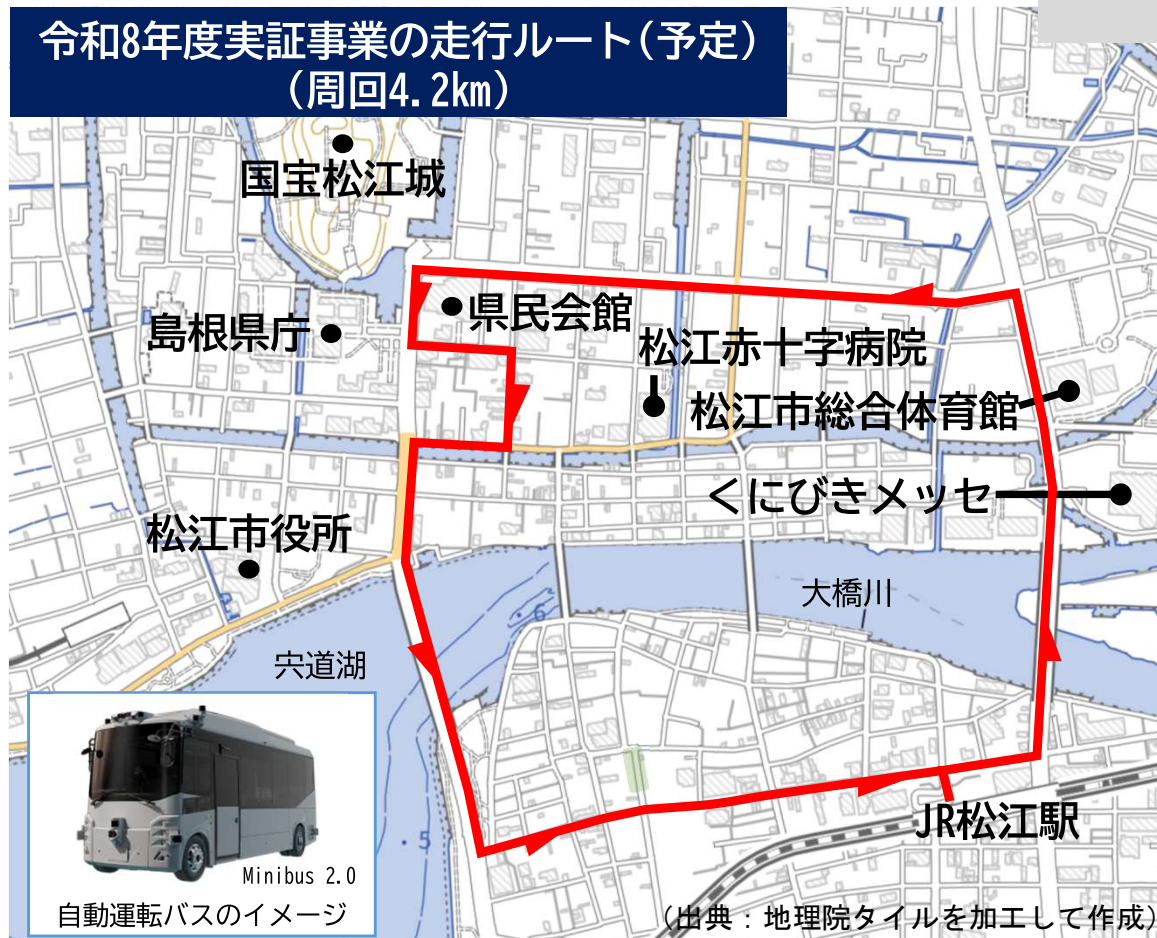 令和8年度実証事業の走行ルート(予定)
(周回4.2km)
国宝松江城
県民会館
島根県庁
松江赤十字病院
松江市総合体育館
くにびきメッセ
松江市役所
大橋川
宍道湖
6
5
JR松江駅
Minibus 2.0
自動運転バスのイメージ
(出典:地理院タイルを加工して作成)